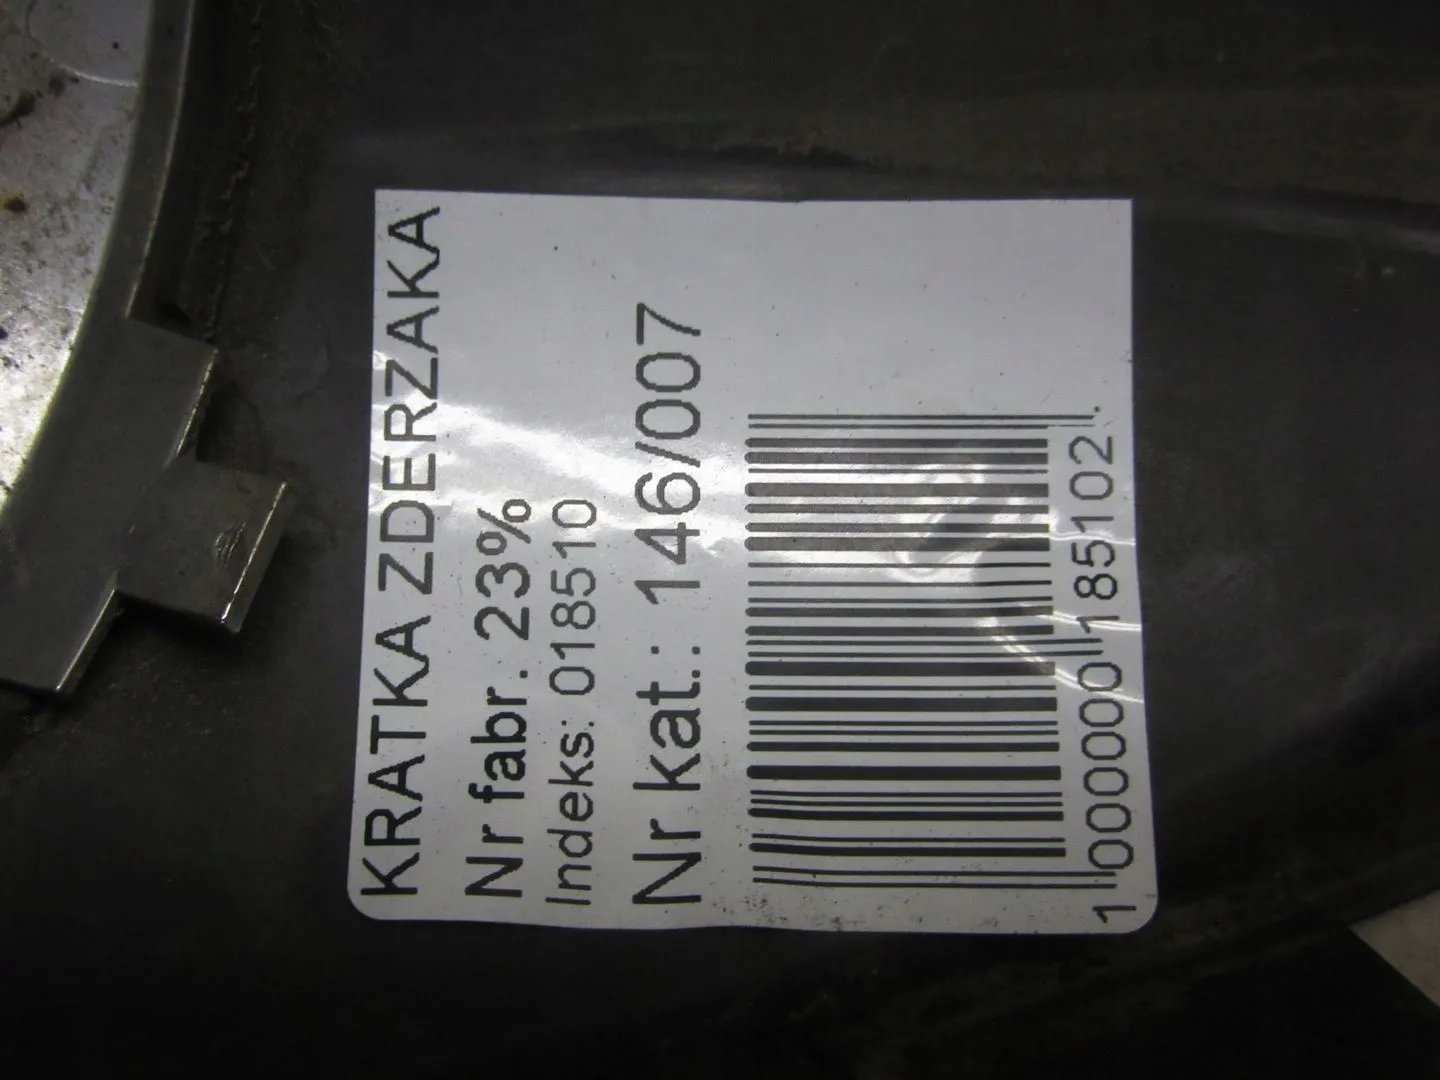 KRATKA ZDERZAKA
Nr fabr. 23%
Indeks: 018510
Nr kat.: 146/007
1000000185102